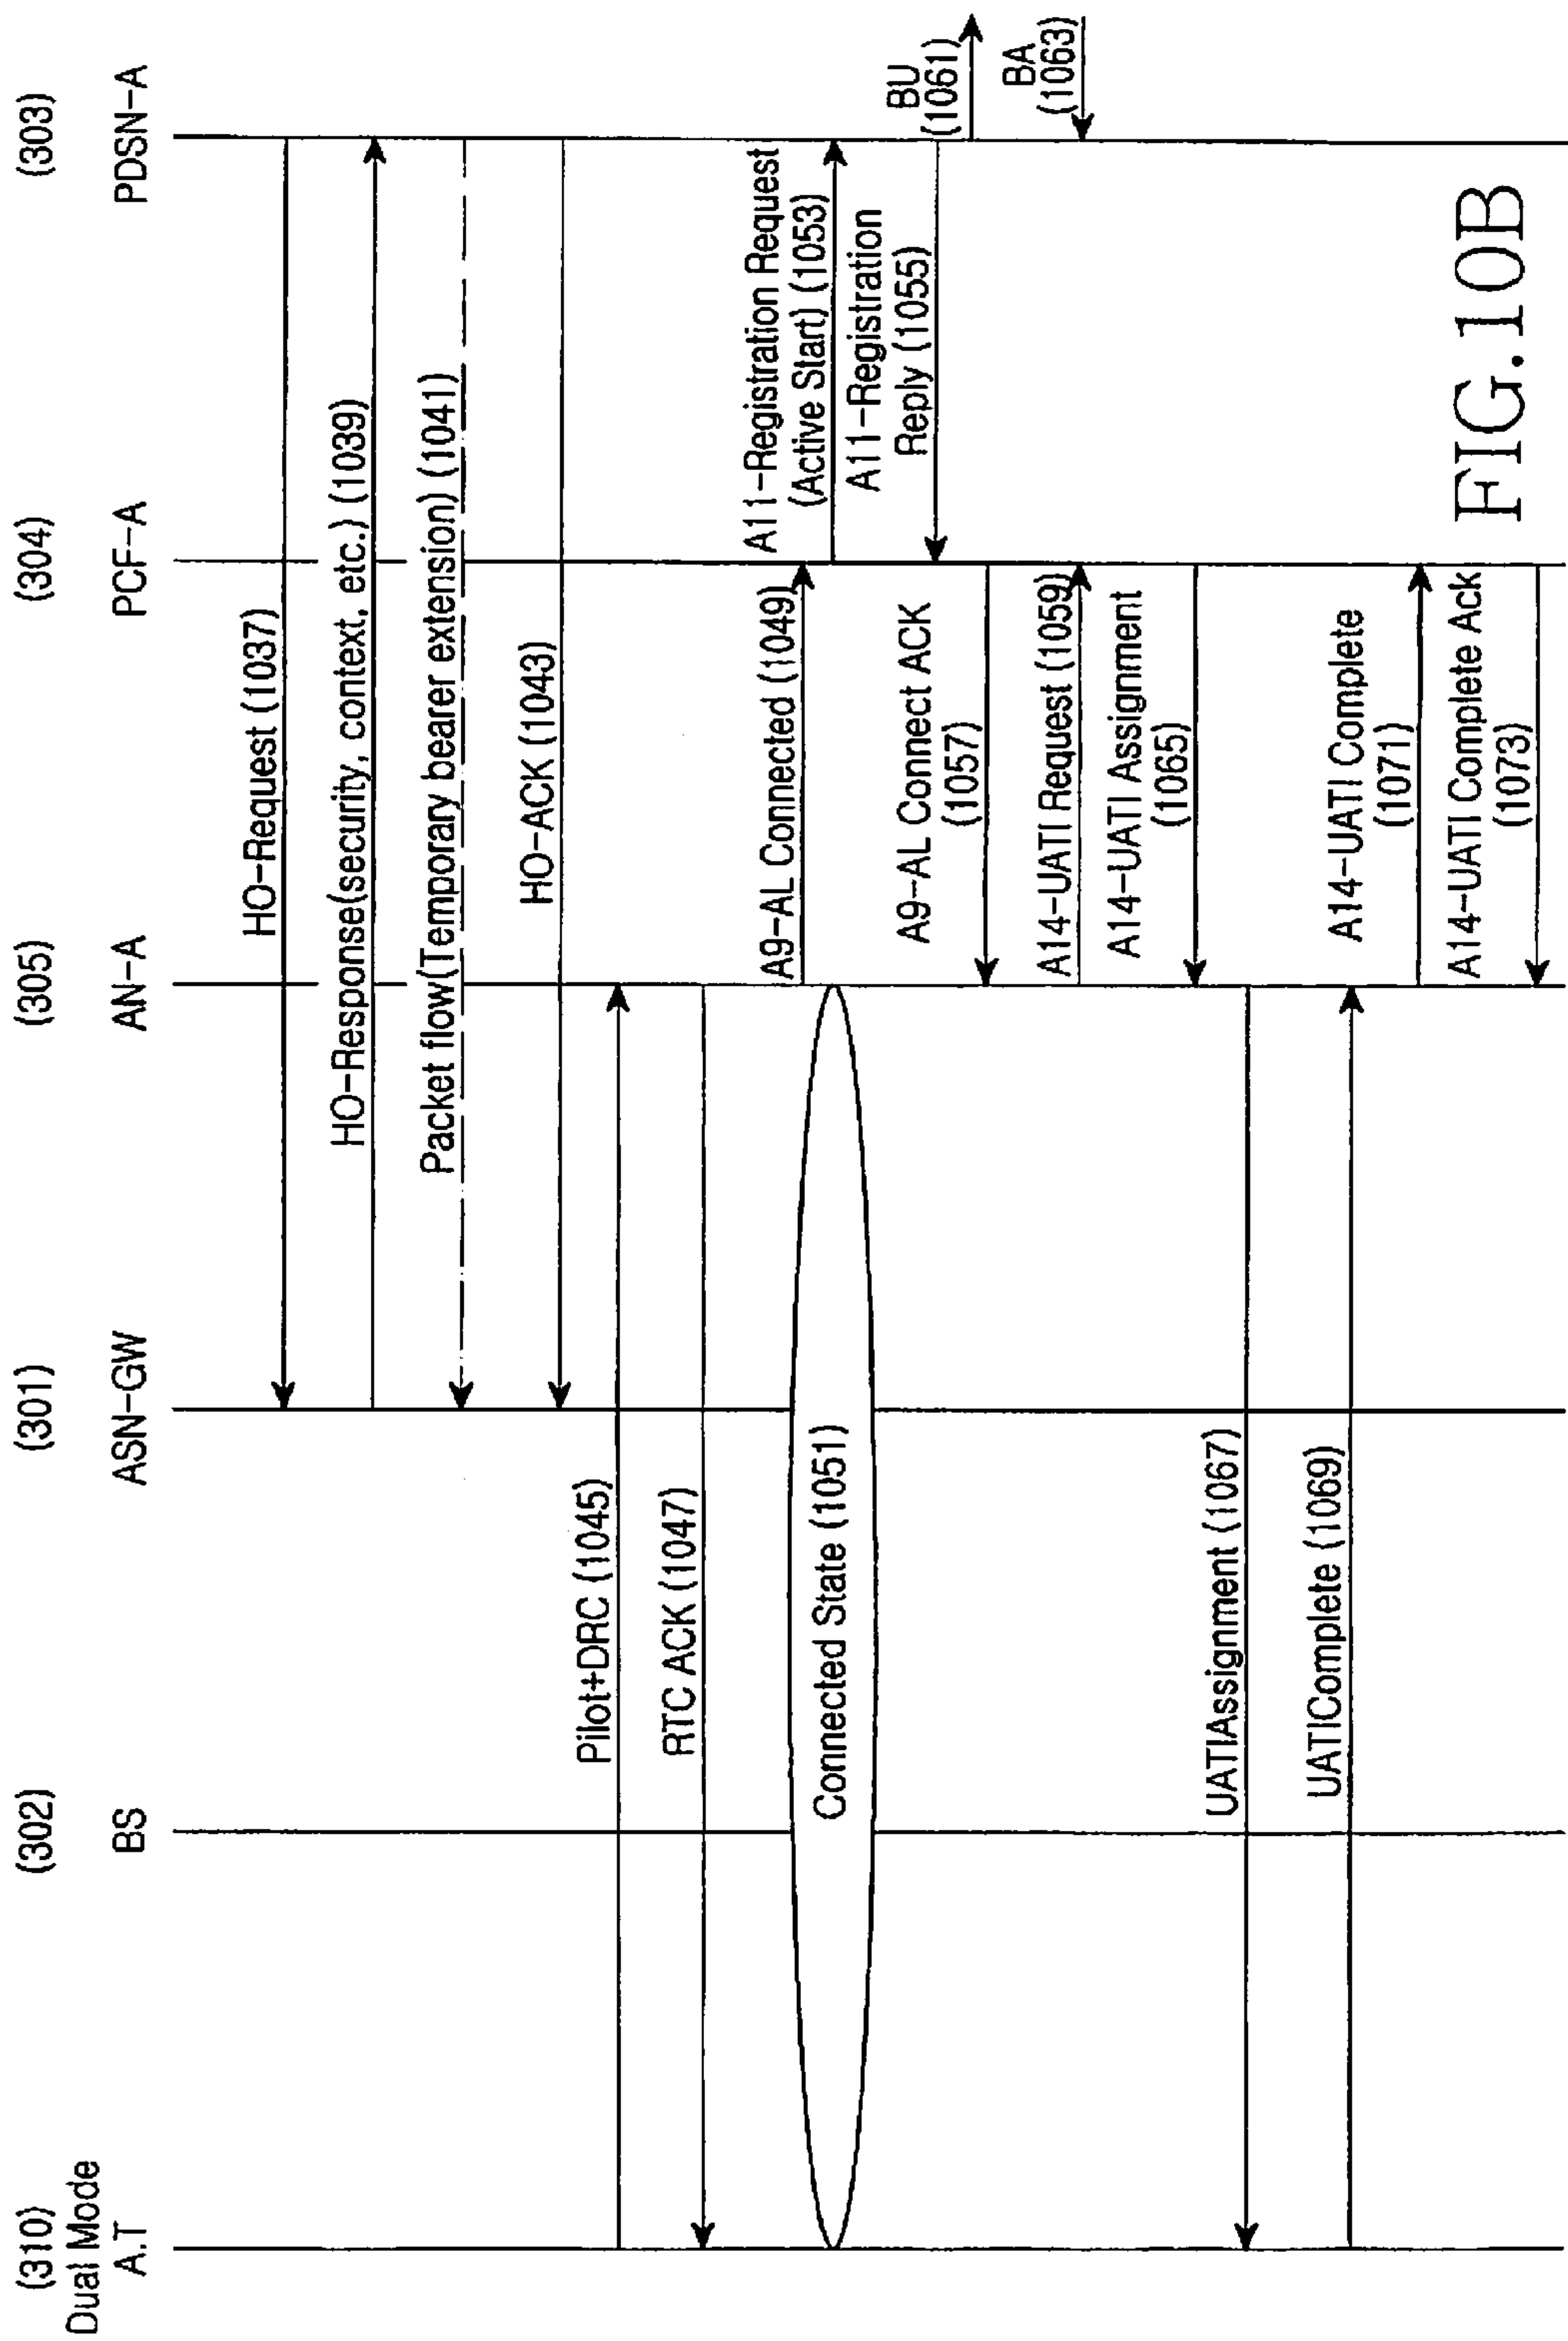 (310)
Dual Mode
A.T
(302)
BS
(301)
ASN-GW
(305)
AN-A
(304)
PCF-A
(303)
PDSN-A
HO-Request (1037)
HO-Response(security, context, etc.) (1039)
Packet flow(Temporary bearer extension) (1041)
HO-ACK (1043)
Pilot+DRC (1045)
RTC ACK (1047)
A9-AL Connected (1049)
Connected State (1051)
A11-Registration Request
(Active Start) (1053)
A11-Registration
Reply (1055)
A9-AL Connect ACK
(1057)
BU
(1061)
A14-UATI Request (1059)
BA
(1063)
A14-UATI Assignment
(1065)
UATIAssignment (1067)
UATIComplete (1069)
A14-UATI Complete
(1071)
A14-UATI Complete Ack
(1073)
FIG.10B